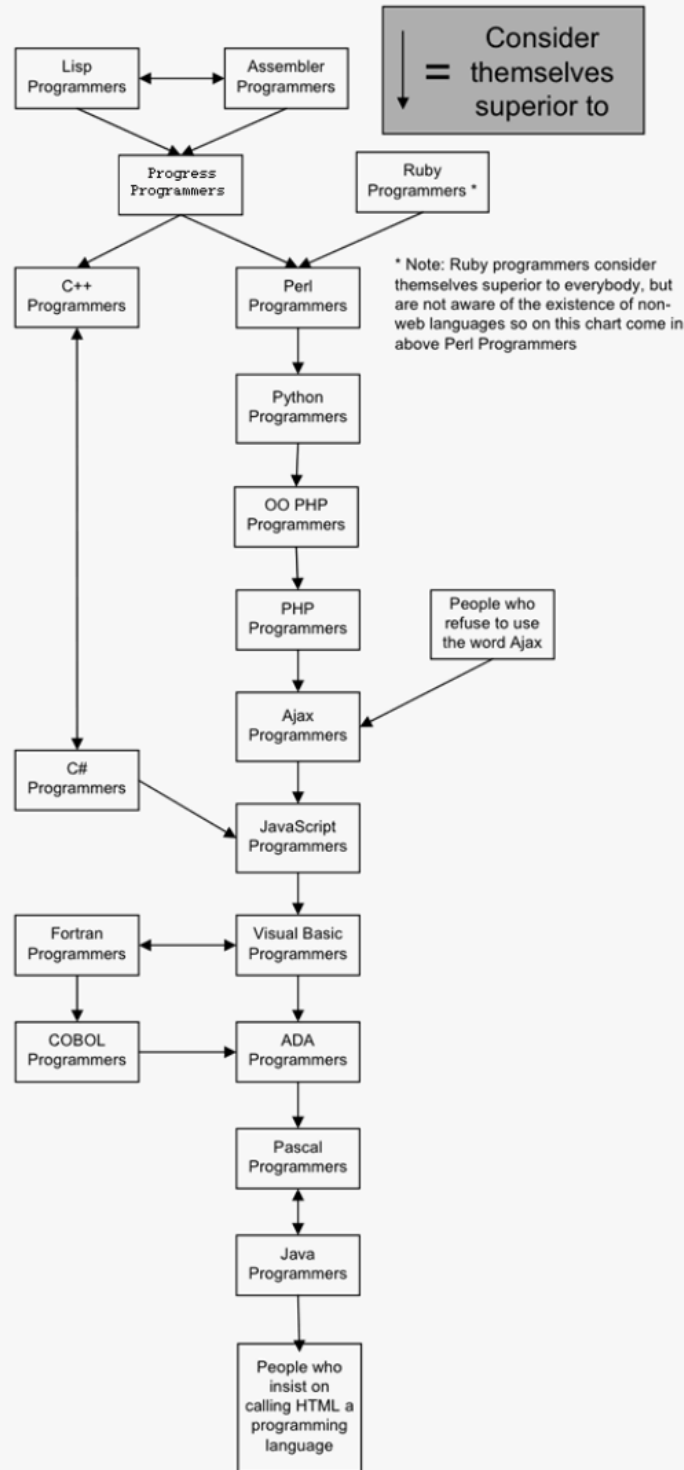 Consider
themselves
superior to
=
Lisp
Programmers
Assembler
Programmers
Progress
Programmers
Ruby
Programmers *
* Note: Ruby programmers consider
themselves superior to everybody, but
are not aware of the existence of non-
web languages so on this chart come in
above Perl Programmers
C++
Programmers
Perl
Programmers
Python
Programmers
OO PHP
Programmers
PHP
Programmers
People who
refuse to use
the word Ajax
Ajax
Programmers
C#
Programmers
JavaScript
Programmers
Fortran
Programmers
Visual Basic
Programmers
COBOL
Programmers
ADA
Programmers
Pascal
Programmers
Java
Programmers
People who
insist on
calling HTML a
programming
language